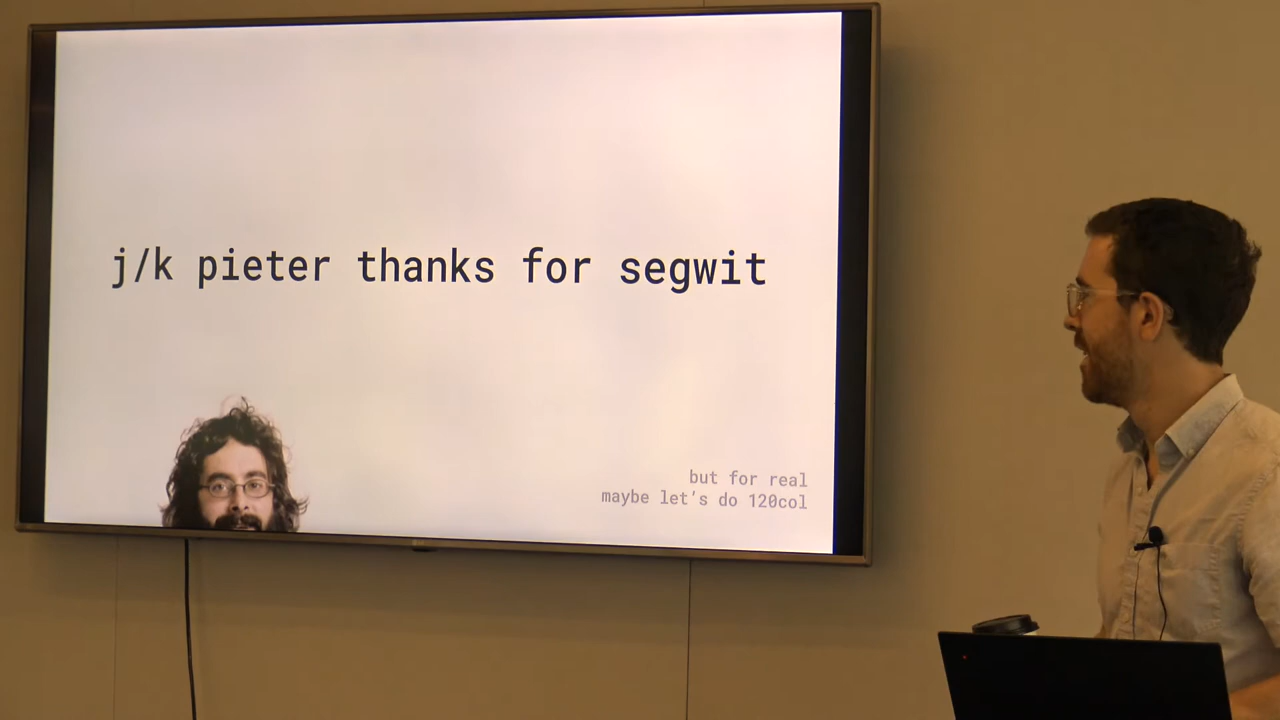 j/k pieter thanks for segwit
but for real
maybe let's do 120col